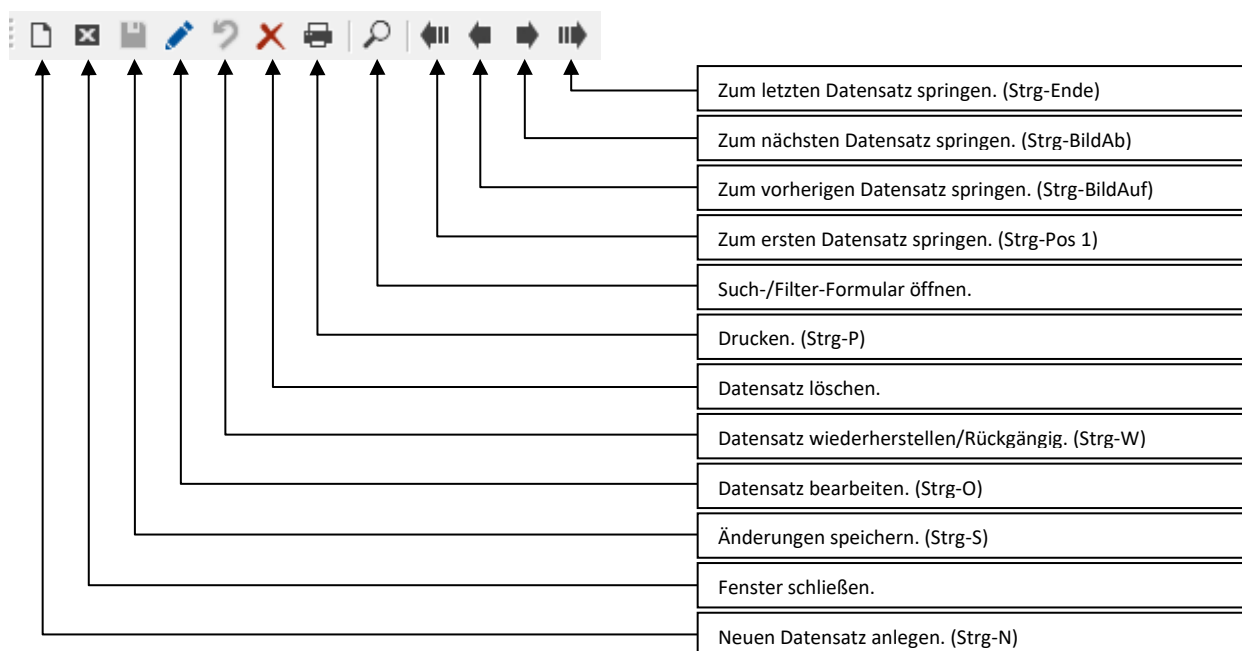 Zum letzten Datensatz springen. (Strg-Ende)
Zum nächsten Datensatz springen. (Strg-BildAb)
Zum vorherigen Datensatz springen. (Strg-BildAuf)
Zum ersten Datensatz springen. (Strg-Pos 1)
Such-/Filter-Formular öffnen.
Drucken. (Strg-P)
Datensatz löschen.
Datensatz wiederherstellen/Rückgängig. (Strg-W)
Datensatz bearbeiten. (Strg-O)
Änderungen speichern. (Strg-S)
Fenster schließen.
Neuen Datensatz anlegen. (Strg-N)